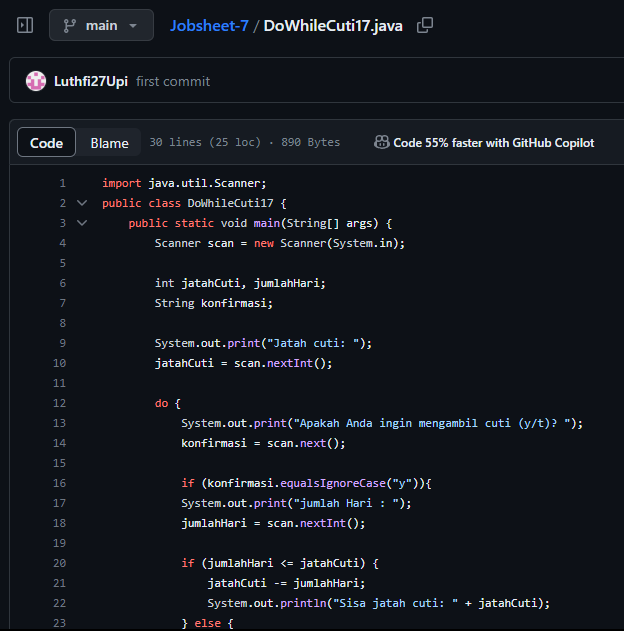 main
Jobsheet-7 / DoWhileCuti17.java
Luthfi27Upi first commit
Code Blame 30 lines (25 loc) · 890 Bytes Code 55% faster with GitHub Copilot
1 import java.util.Scanner;
2 public class DoWhileCuti17 {
3 public static void main(String[] args) {
4 Scanner scan = new Scanner(System.in);
5
6 int jatahCuti, jumlahHari;
7 String konfirmasi;
8
9 System.out.print("Jatah cuti: ");
10 jatahCuti = scan.nextInt();
11
12 do {
13 System.out.print("Apakah Anda ingin mengambil cuti (y/t)? ");
14 konfirmasi = scan.next();
15
16 if (konfirmasi.equalsIgnoreCase("y")){
17 System.out.print("jumlah Hari : ");
18 jumlahHari = scan.nextInt();
19
20 if (jumlahHari <= jatahCuti) {
21 jatahCuti -= jumlahHari;
22 System.out.println("Sisa jatah cuti: " + jatahCuti);
23 } else {